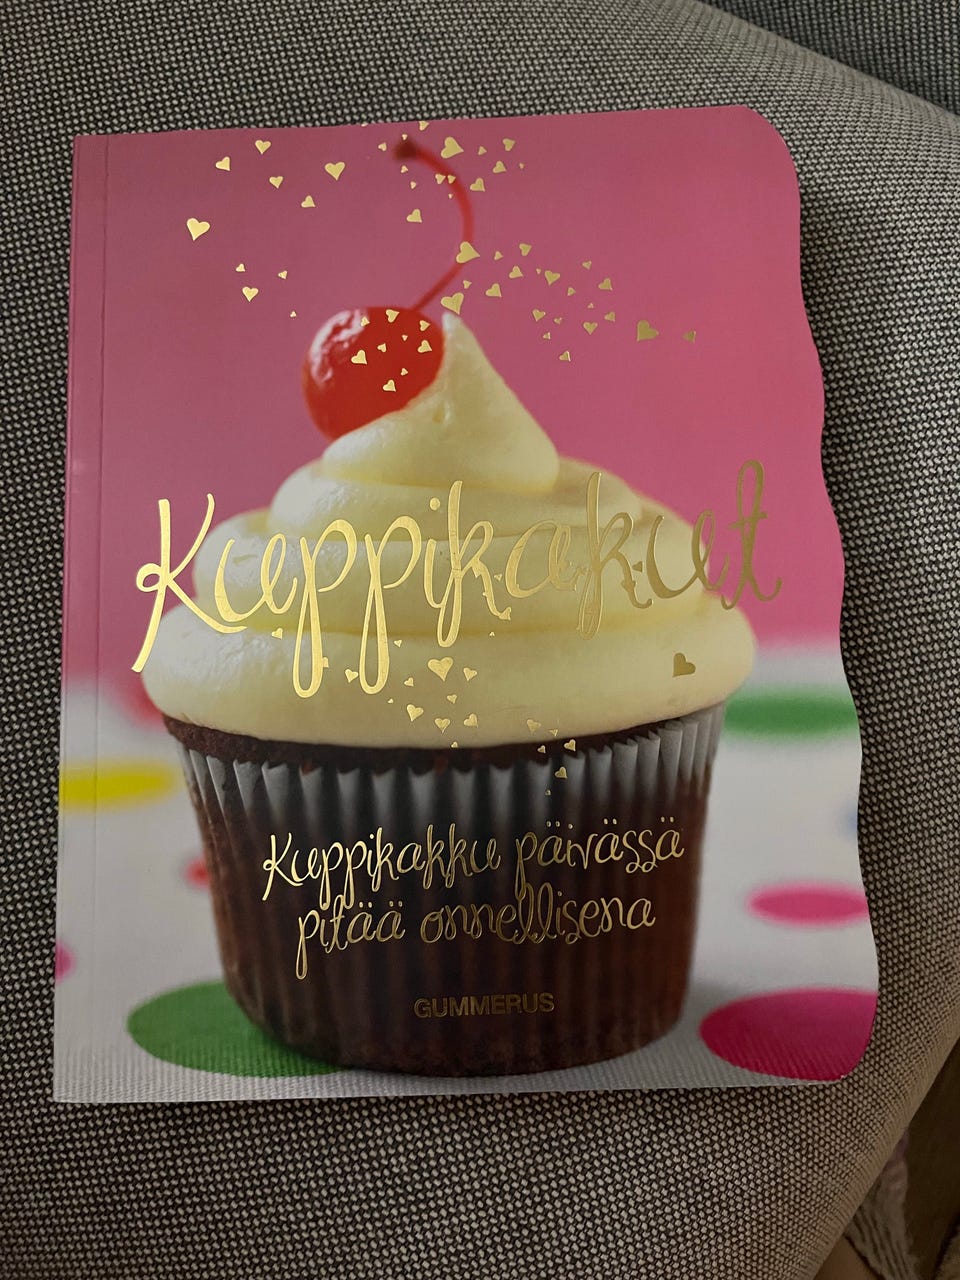 Kuppikakut
Kuppikakku päivässä
pitää onnellisena
GUMMERUS